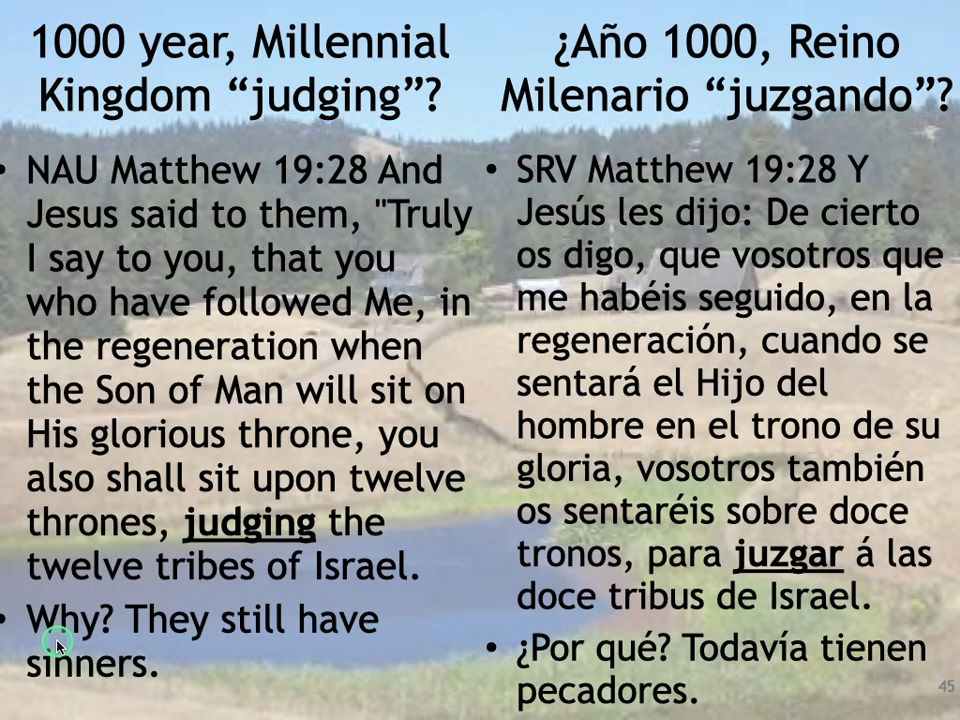 1000 year, Millennial
Kingdom “judging”?
• NAU Matthew 19:28 And
Jesus said to them, "Truly
I say to you, that you
who have followed Me, in
the regeneration when
the Son of Man will sit on
His glorious throne, you
also shall sit upon twelve
thrones, judging the
twelve tribes of Israel.
• Why? They still have
sinners.
¿Año 1000, Reino
Milenario “juzgando”?
• SRV Matthew 19:28 Y
Jesús les dijo: De cierto
os digo, que vosotros que
me habéis seguido, en la
regeneración, cuando se
sentará el Hijo del
hombre en el trono de su
gloria, vosotros también
os sentaréis sobre doce
tronos, para juzgar á las
doce tribus de Israel.
• ¿Por qué? Todavía tienen
pecadores.
45